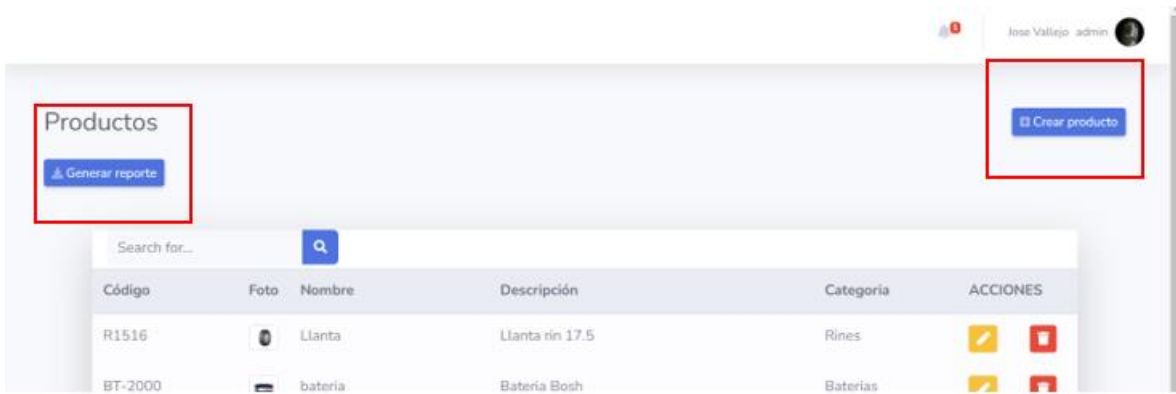 5
Jose Vallejo admin
Productos
Crear producto
Generar reporte
Search for...
Código Foto Nombre Descripción Categoria ACCIONES
R1516 Llanta Llanta rin 17.5 Rines
BT-2000 bateria Bateria Bosh Baterias